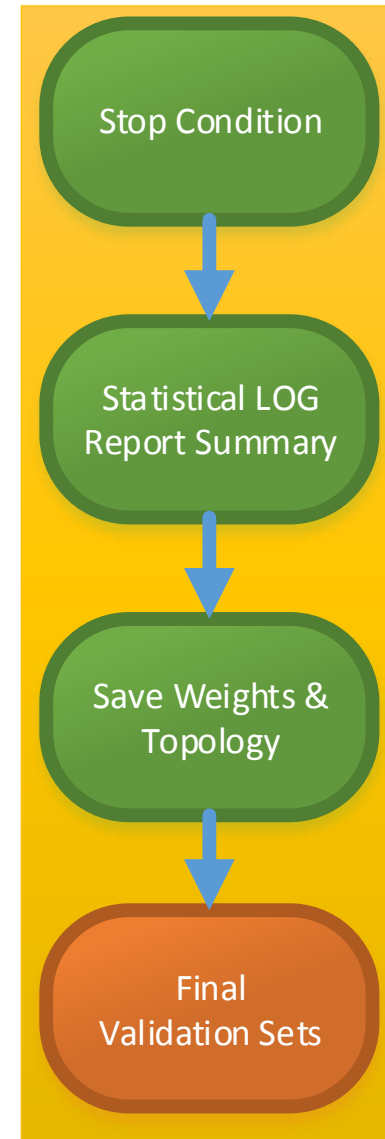 Stop Condition
Statistical LOG
Report Summary
Save Weights &
Topology
Final
Validation Sets